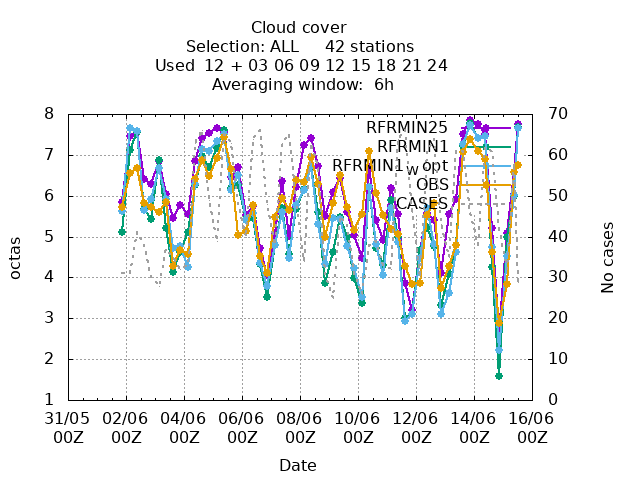 Cloud cover
Selection: ALL 42 stations
Used 12 + 03 06 09 12 15 18 21 24
Averaging window: 6h
8 70
RFRMIN25
RFRMIN1
7 60
RFRMIN1w opt
OBS
6 50
CASES
5 40
octas No cases
4 30
3 20
2 10
1 0
31/05 02/06 04/06 06/06 08/06 10/06 12/06 14/06 16/06
00Z 00Z 00Z 00Z 00Z 00Z 00Z 00Z 00Z
Date